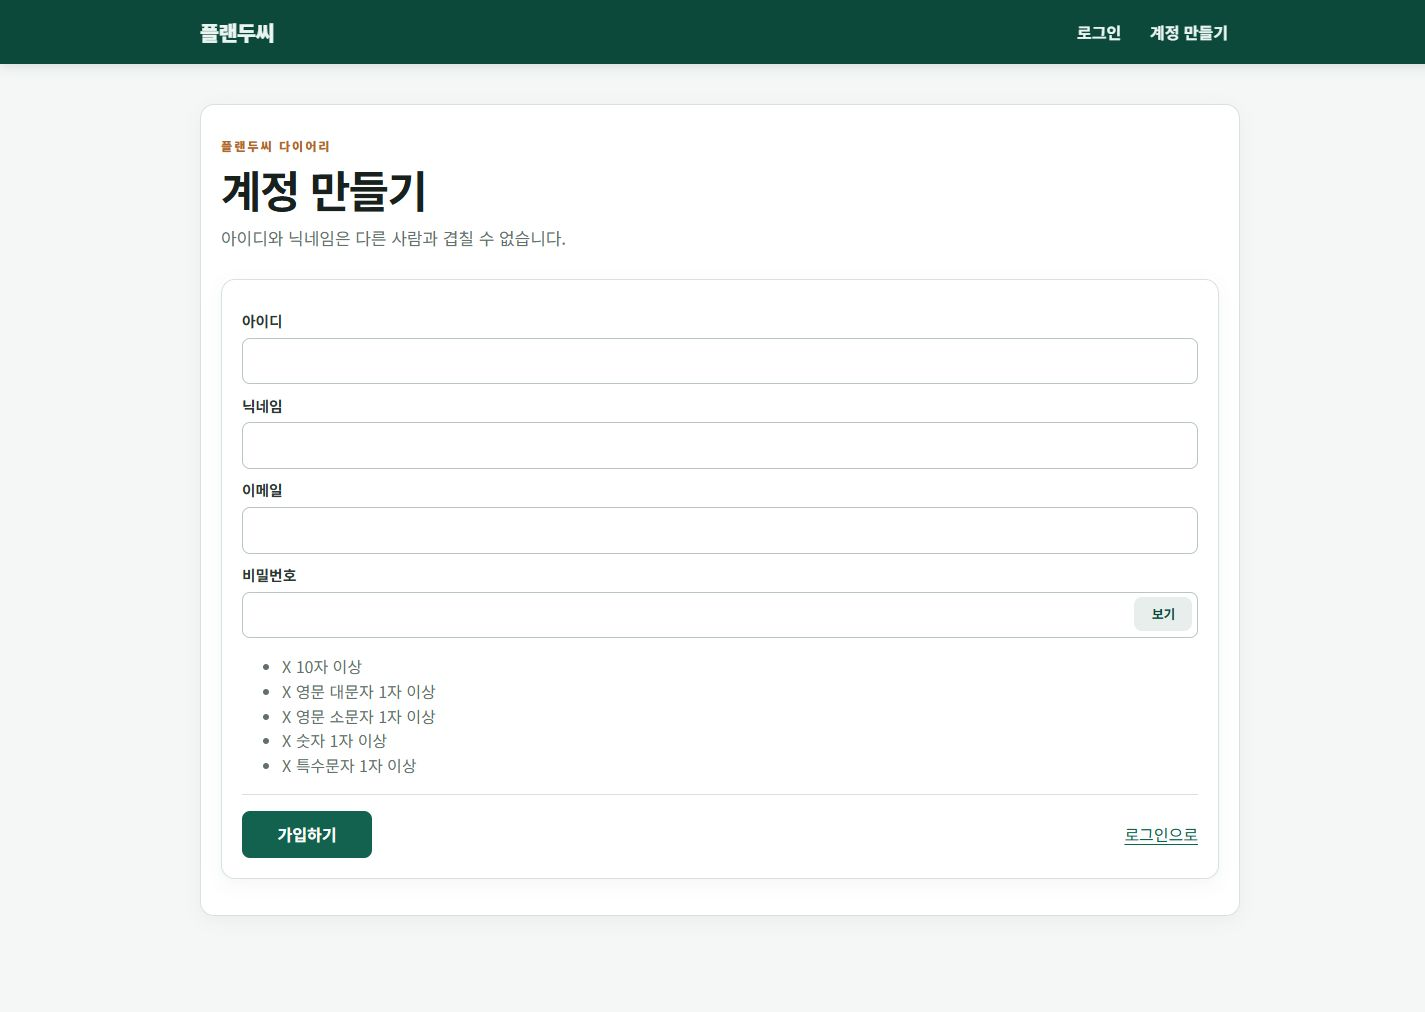 플랜두씨
로그인 계정 만들기
플랜두씨 다이어리
계정 만들기
아이디와 닉네임은 다른 사람과 겹칠 수 없습니다.
아이디
닉네임
이메일
비밀번호
보기
• X 10자 이상
• X 영문 대문자 1자 이상
• X 영문 소문자 1자 이상
• X 숫자 1자 이상
• X 특수문자 1자 이상
가입하기 로그인으로